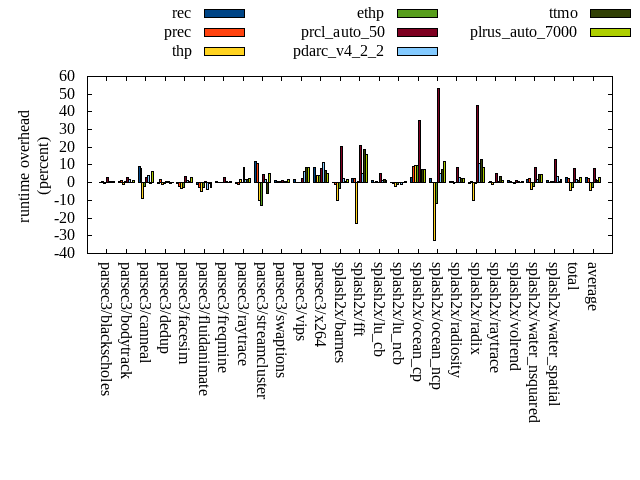 rec ethp ttmo
prec prcl_auto_50 plrus_auto_7000
thp pdarc_v4_2_2
runtime overhead
(percent)
60
50
40
30
20
10
0
-10
-20
-30
-40
parsec3/blackscholes
parsec3/bodytrack
parsec3/canneal
parsec3/dedup
parsec3/facesim
parsec3/fluidanimate
parsec3/freqmine
parsec3/raytrace
parsec3/streamcluster
parsec3/swaptions
parsec3/vips
parsec3/x264
splash2x/barnes
splash2x/fft
splash2x/lu_cb
splash2x/lu_ncb
splash2x/ocean_cp
splash2x/ocean_ncp
splash2x/radiosity
splash2x/radix
splash2x/raytrace
splash2x/volrend
splash2x/water_nsquared
splash2x/water_spatial
total
average